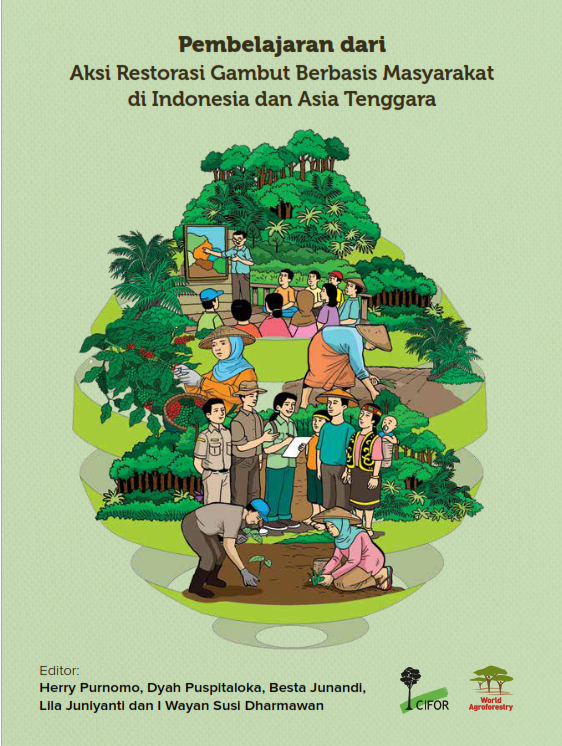 Pembelajaran dari
Aksi Restorasi Gambut Berbasis Masyarakat
di Indonesia dan Asia Tenggara
Editor:
Herry Purnomo, Dyah Puspitaloka, Besta Junandi,
Lila Juniyanti dan I Wayan Susi Dharmawan
CIFOR
World
Agroforestry